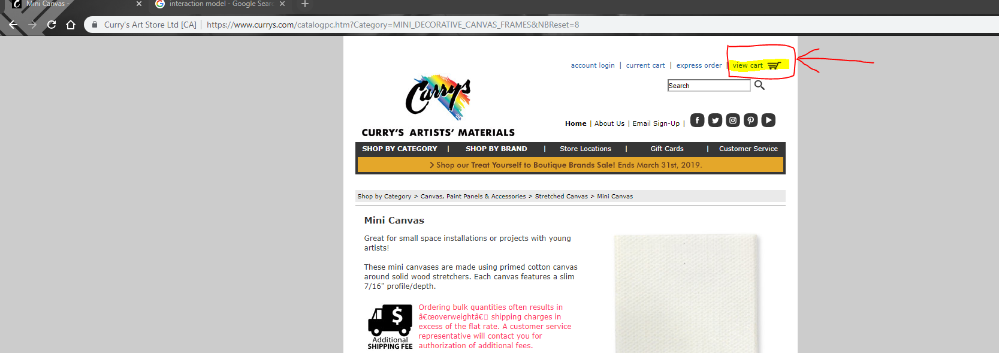 Mini Canvas -
interaction model - Google Searc
Curry's Art Store Ltd [CA] | https://www.currys.com/catalogpc.htm?Category=MINI_DECORATIVE_CANVAS_FRAMES&NBReset=8
account login | current cart | express order | view cart
Search
Currys
CURRY'S ARTISTS' MATERIALS
Home | About Us | Email Sign-Up |
SHOP BY CATEGORY | SHOP BY BRAND | Store Locations | Gift Cards | Customer Service
> Shop our Treat Yourself to Boutique Brands Sale! Ends March 31st, 2019.
Shop by Category > Canvas, Paint Panels & Accessories > Stretched Canvas > Mini Canvas
Mini Canvas
Great for small space installations or projects with young
artists!
These mini canvases are made using primed cotton canvas
around solid wood stretchers. Each canvas features a slim
7/16" profile/depth.
$
Additional
SHIPPING FEE
Ordering bulk quantities often results in
â€œoverweightâ€□ shipping charges in
excess of the flat rate. A customer service
representative will contact you for
authorization of additional fees.